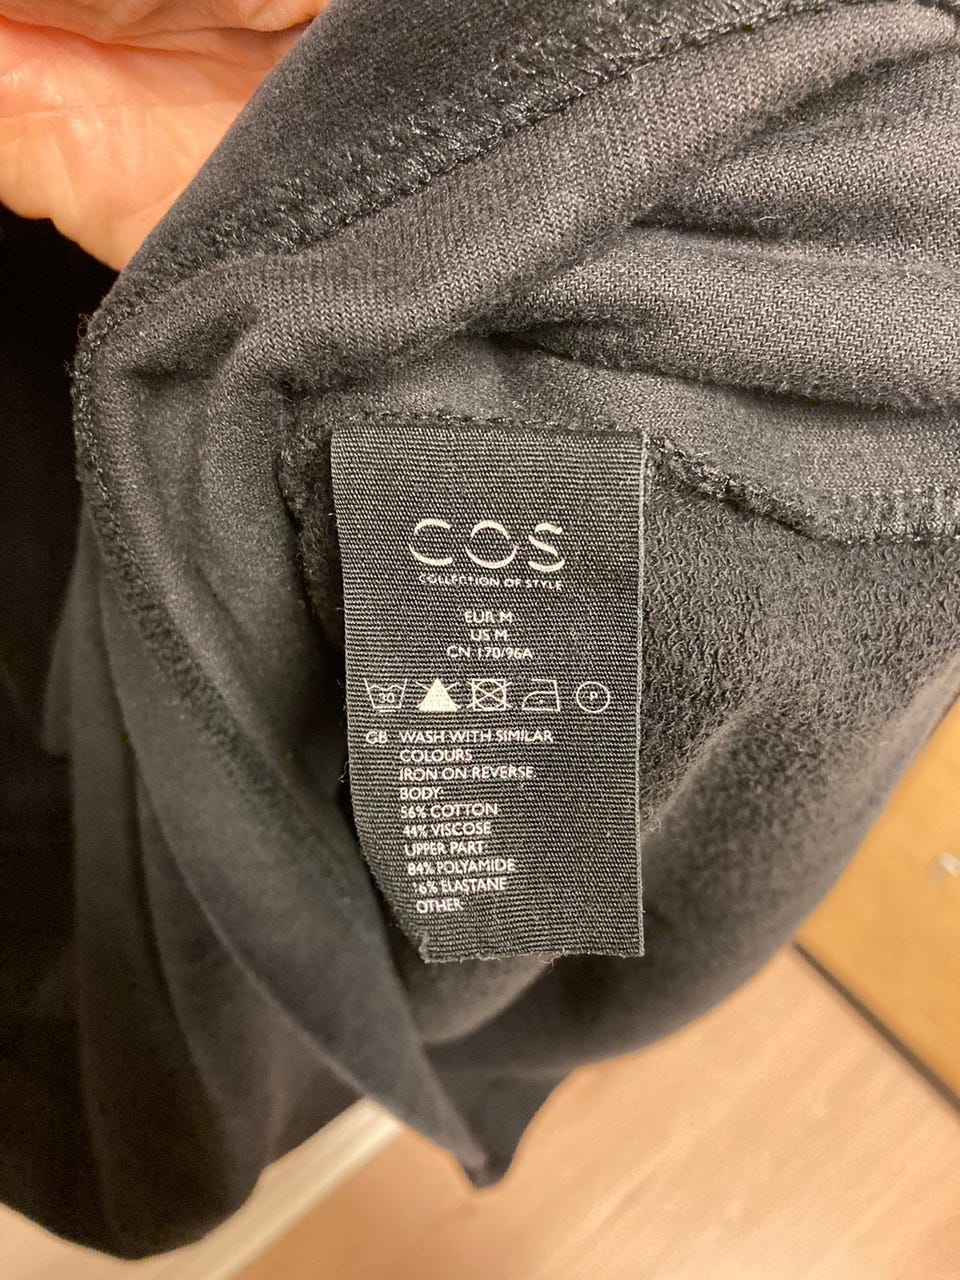 COS
COLLECTION OF STYLE
EUR M
US M
CN 170/96A
30 P
GB WASH WITH SIMILAR
COLOURS
IRON ON REVERSE
BODY:
56% COTTON
44% VISCOSE
UPPER PART
84% POLYAMIDE
16% ELASTANE
OTHER